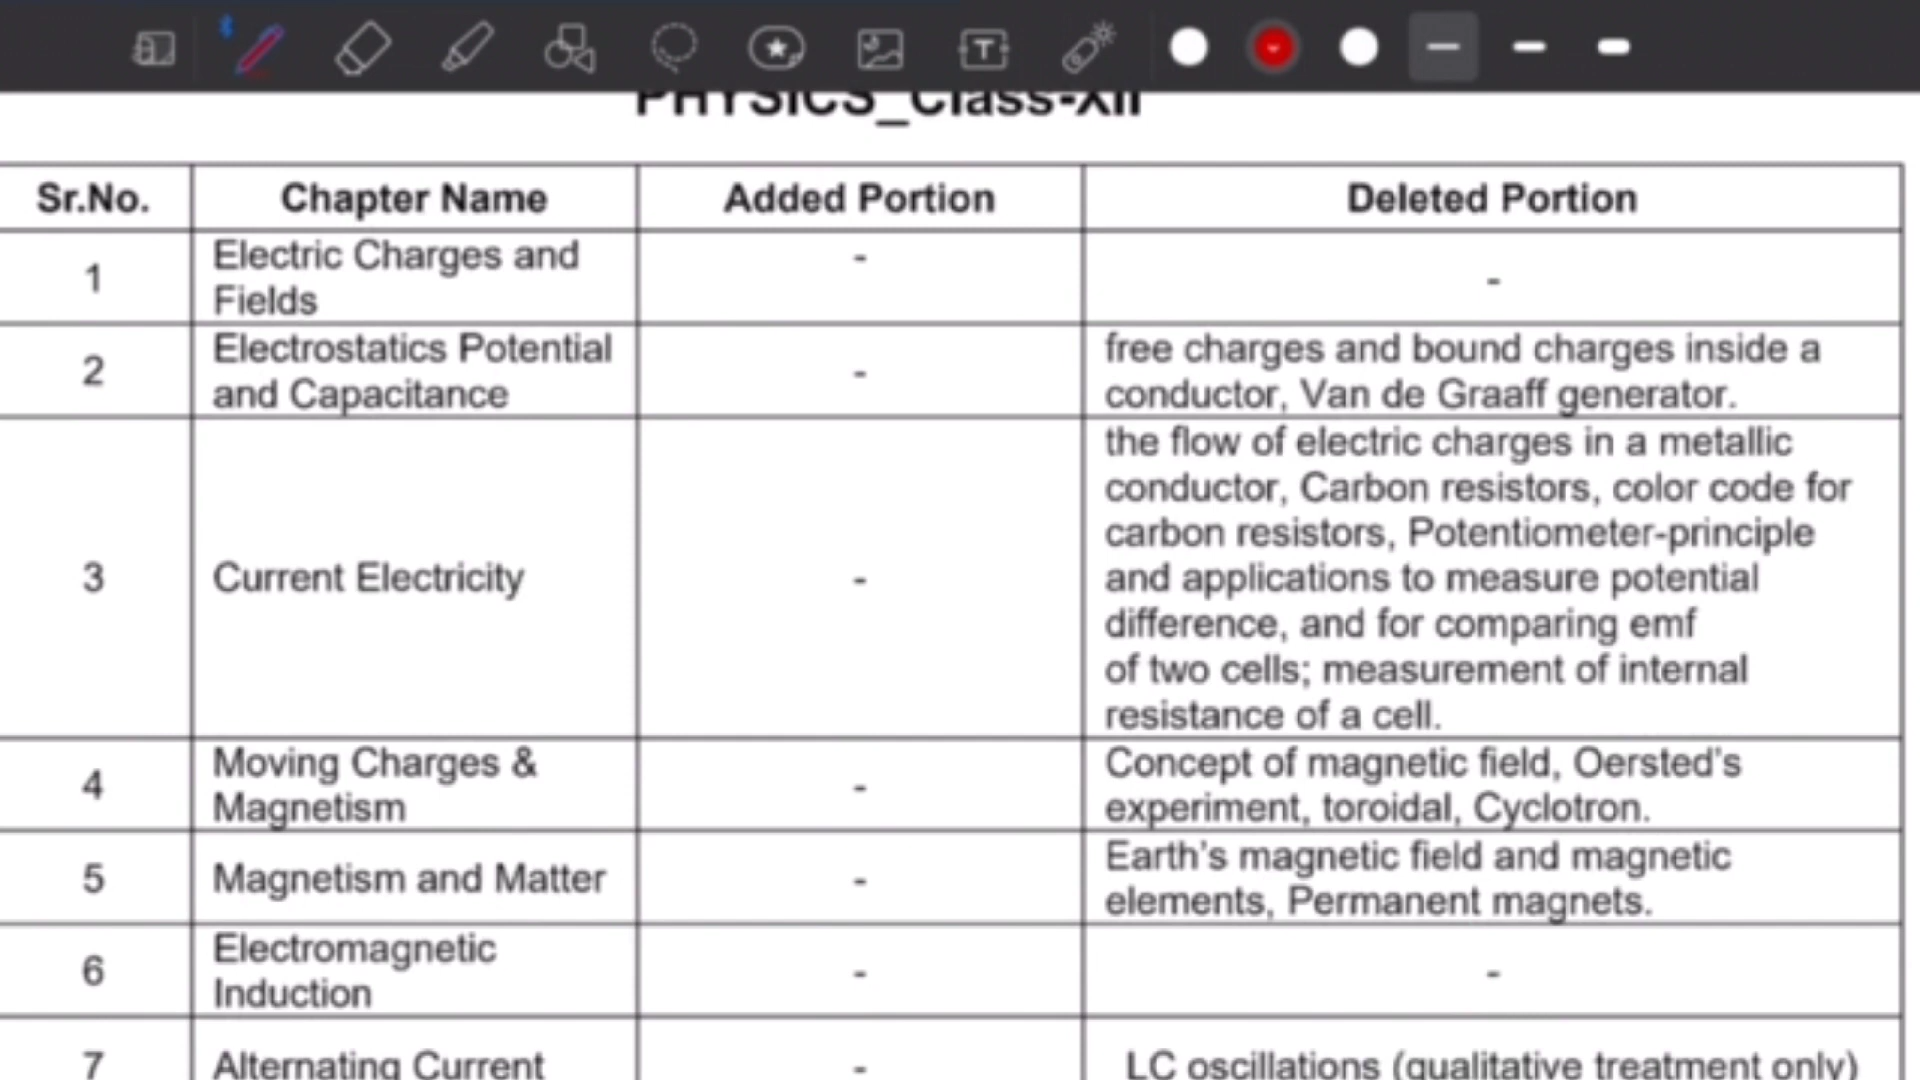 PHYSICS_Class-XII
Sr.No. Chapter Name Added Portion Deleted Portion
1 Electric Charges and Fields - -
2 Electrostatics Potential and Capacitance - free charges and bound charges inside a
conductor, Van de Graaff generator.
3 Current Electricity - the flow of electric charges in a metallic
conductor, Carbon resistors, color code for
carbon resistors, Potentiometer-principle
and applications to measure potential
difference, and for comparing emf
of two cells; measurement of internal
resistance of a cell.
4 Moving Charges & Magnetism - Concept of magnetic field, Oersted's
experiment, toroidal, Cyclotron.
5 Magnetism and Matter - Earth's magnetic field and magnetic
elements, Permanent magnets.
6 Electromagnetic Induction - -
7 Alternating Current - LC oscillations (qualitative treatment only)